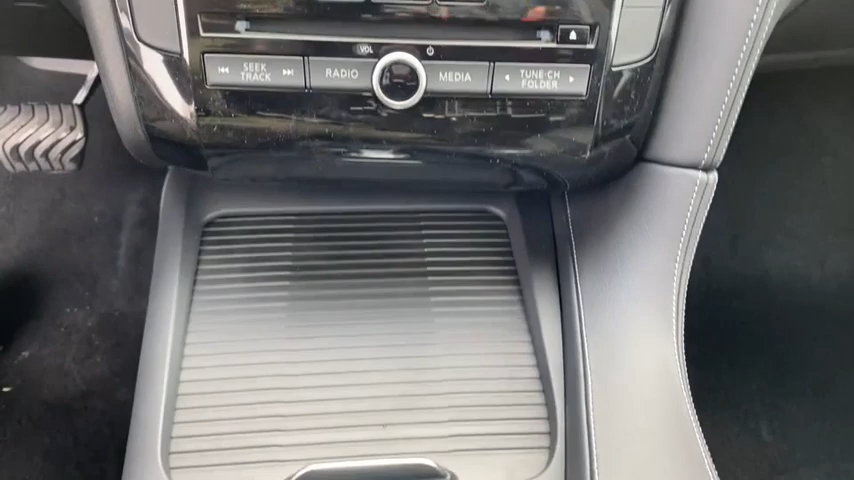 VOL
SEEK
TRACK
RADIO
MEDIA
TUNE·CH
FOLDER